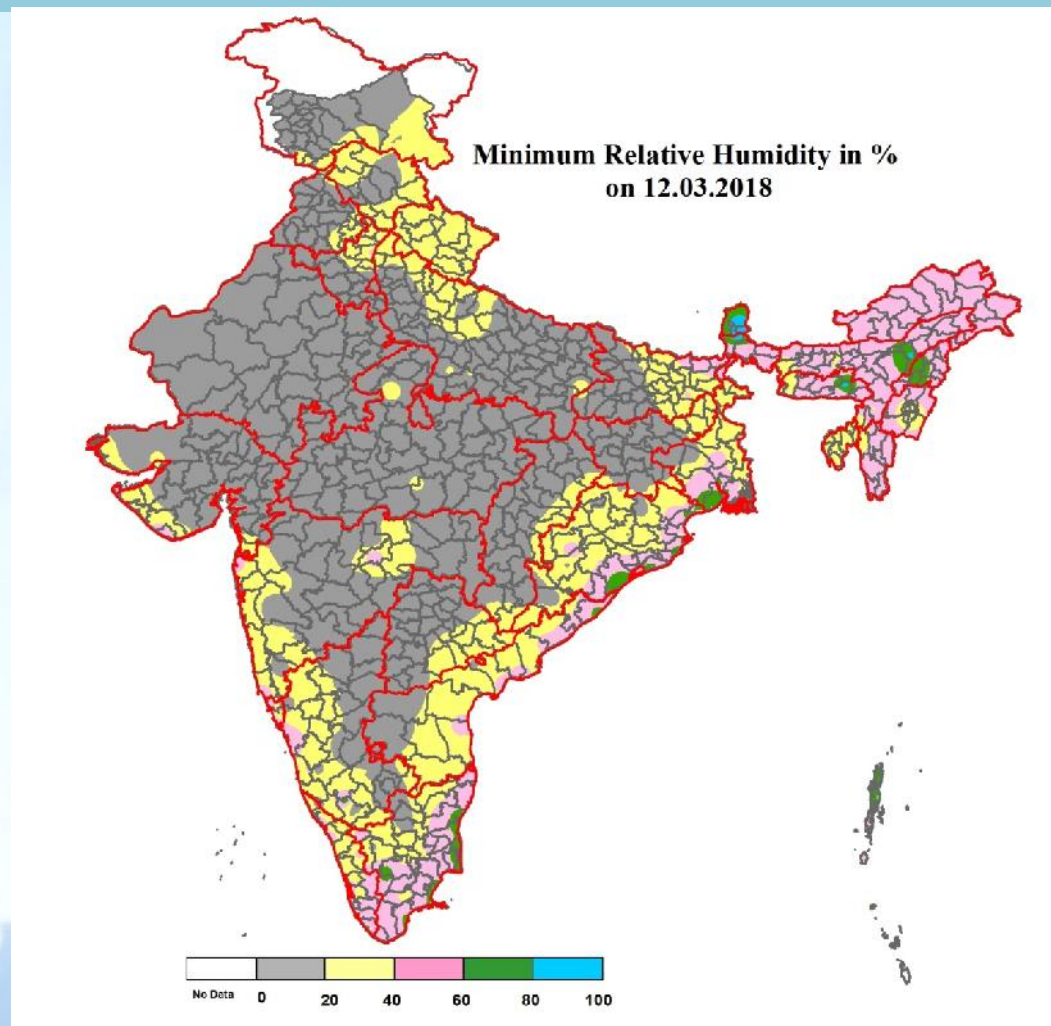 Minimum Relative Humidity in %
on 12.03.2018
No Data 0 20 40 60 80 100